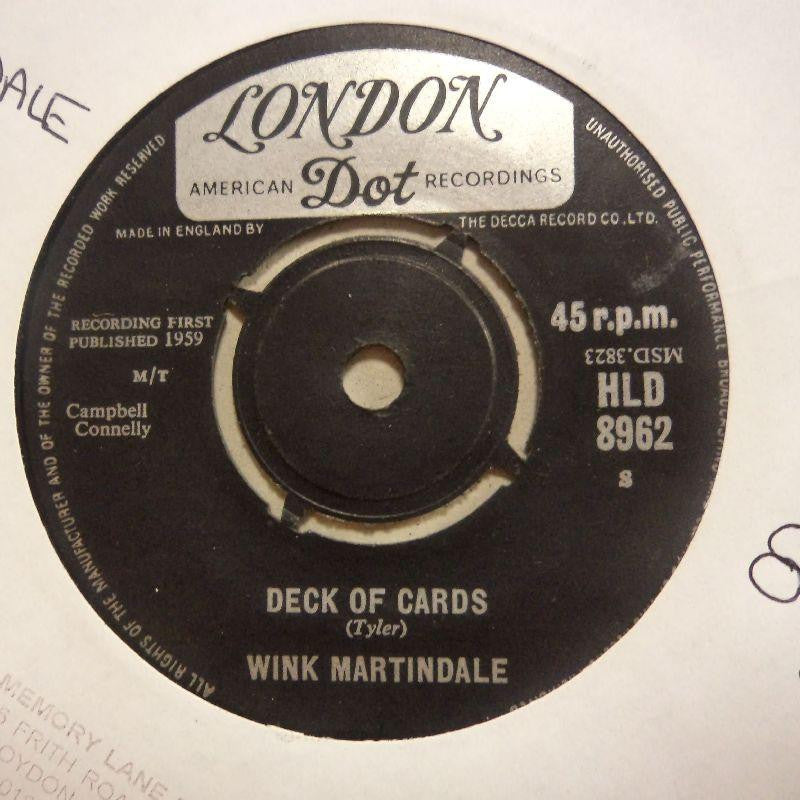 DALE
LONDON
AMERICAN Dot RECORDINGS
MADE IN ENGLAND BY THE DECCA RECORD CO., LTD.
ALL RIGHTS OF THE MANUFACTURER AND OF THE OWNER OF THE RECORDED WORK RESERVED
UNAUTHORISED PUBLIC PERFORMANCE BROADCASTING
RECORDING FIRST
PUBLISHED 1959
M/T
Campbell
Connelly
45 r.p.m.
MSD.3823
HLD
8962
S
DECK OF CARDS
(Tyler)
WINK MARTINDALE
MEMORY LANE
FRITH ROA
OYDON